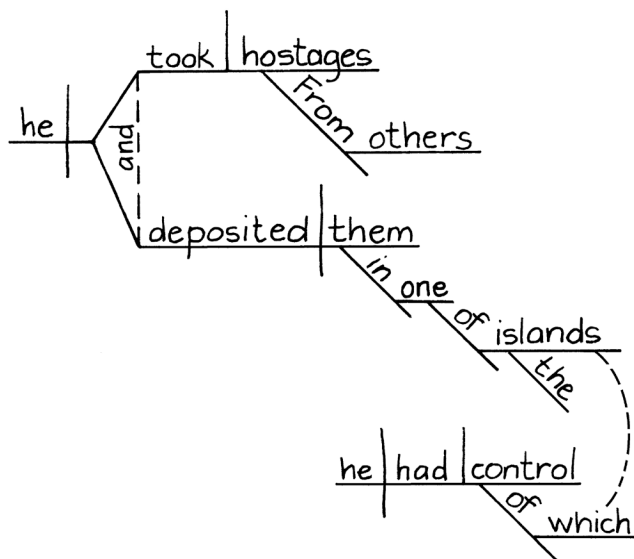 took hostages
From
he
and
others
deposited them
in
one
of
islands
the
he had control
of
which